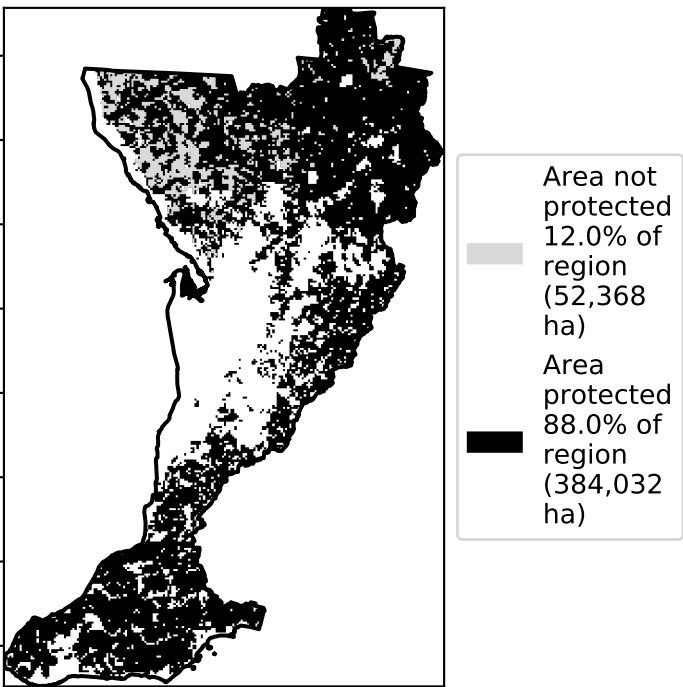 Area not
protected
12.0% of
region
(52,368
ha)
Area
protected
88.0% of
region
(384,032
ha)